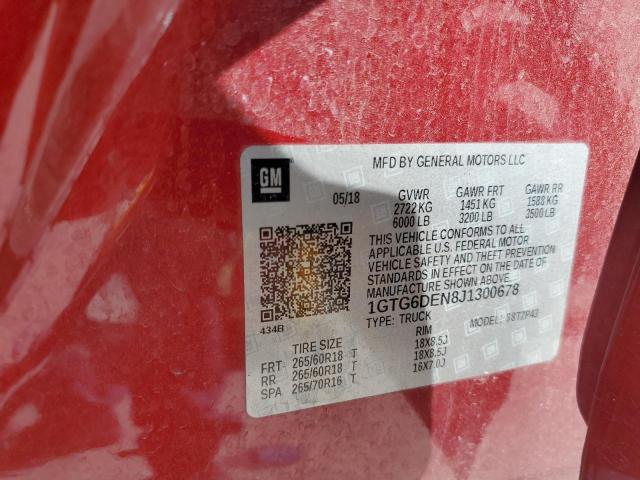 GM
MFD BY GENERAL MOTORS LLC
05/18 GVWR GAWR FRT GAWR RR
2722 KG 1451 KG 1588 KG
6000 LB 3200 LB 3500 LB
THIS VEHICLE CONFORMS TO ALL
APPLICABLE U.S. FEDERAL MOTOR
VEHICLE SAFETY AND THEFT PREVENTION
STANDARDS IN EFFECT ON THE DATE OF
MANUFACTURE SHOWN ABOVE.
1GTG6DEN8J1300678
434B
TYPE: TRUCK MODEL:
TIRE SIZE RIM
FRT 265/60R18 T 18X8.5J
RR 265/60R18 T 18X8.5J
SPA 265/70R16 T 16X7.0J